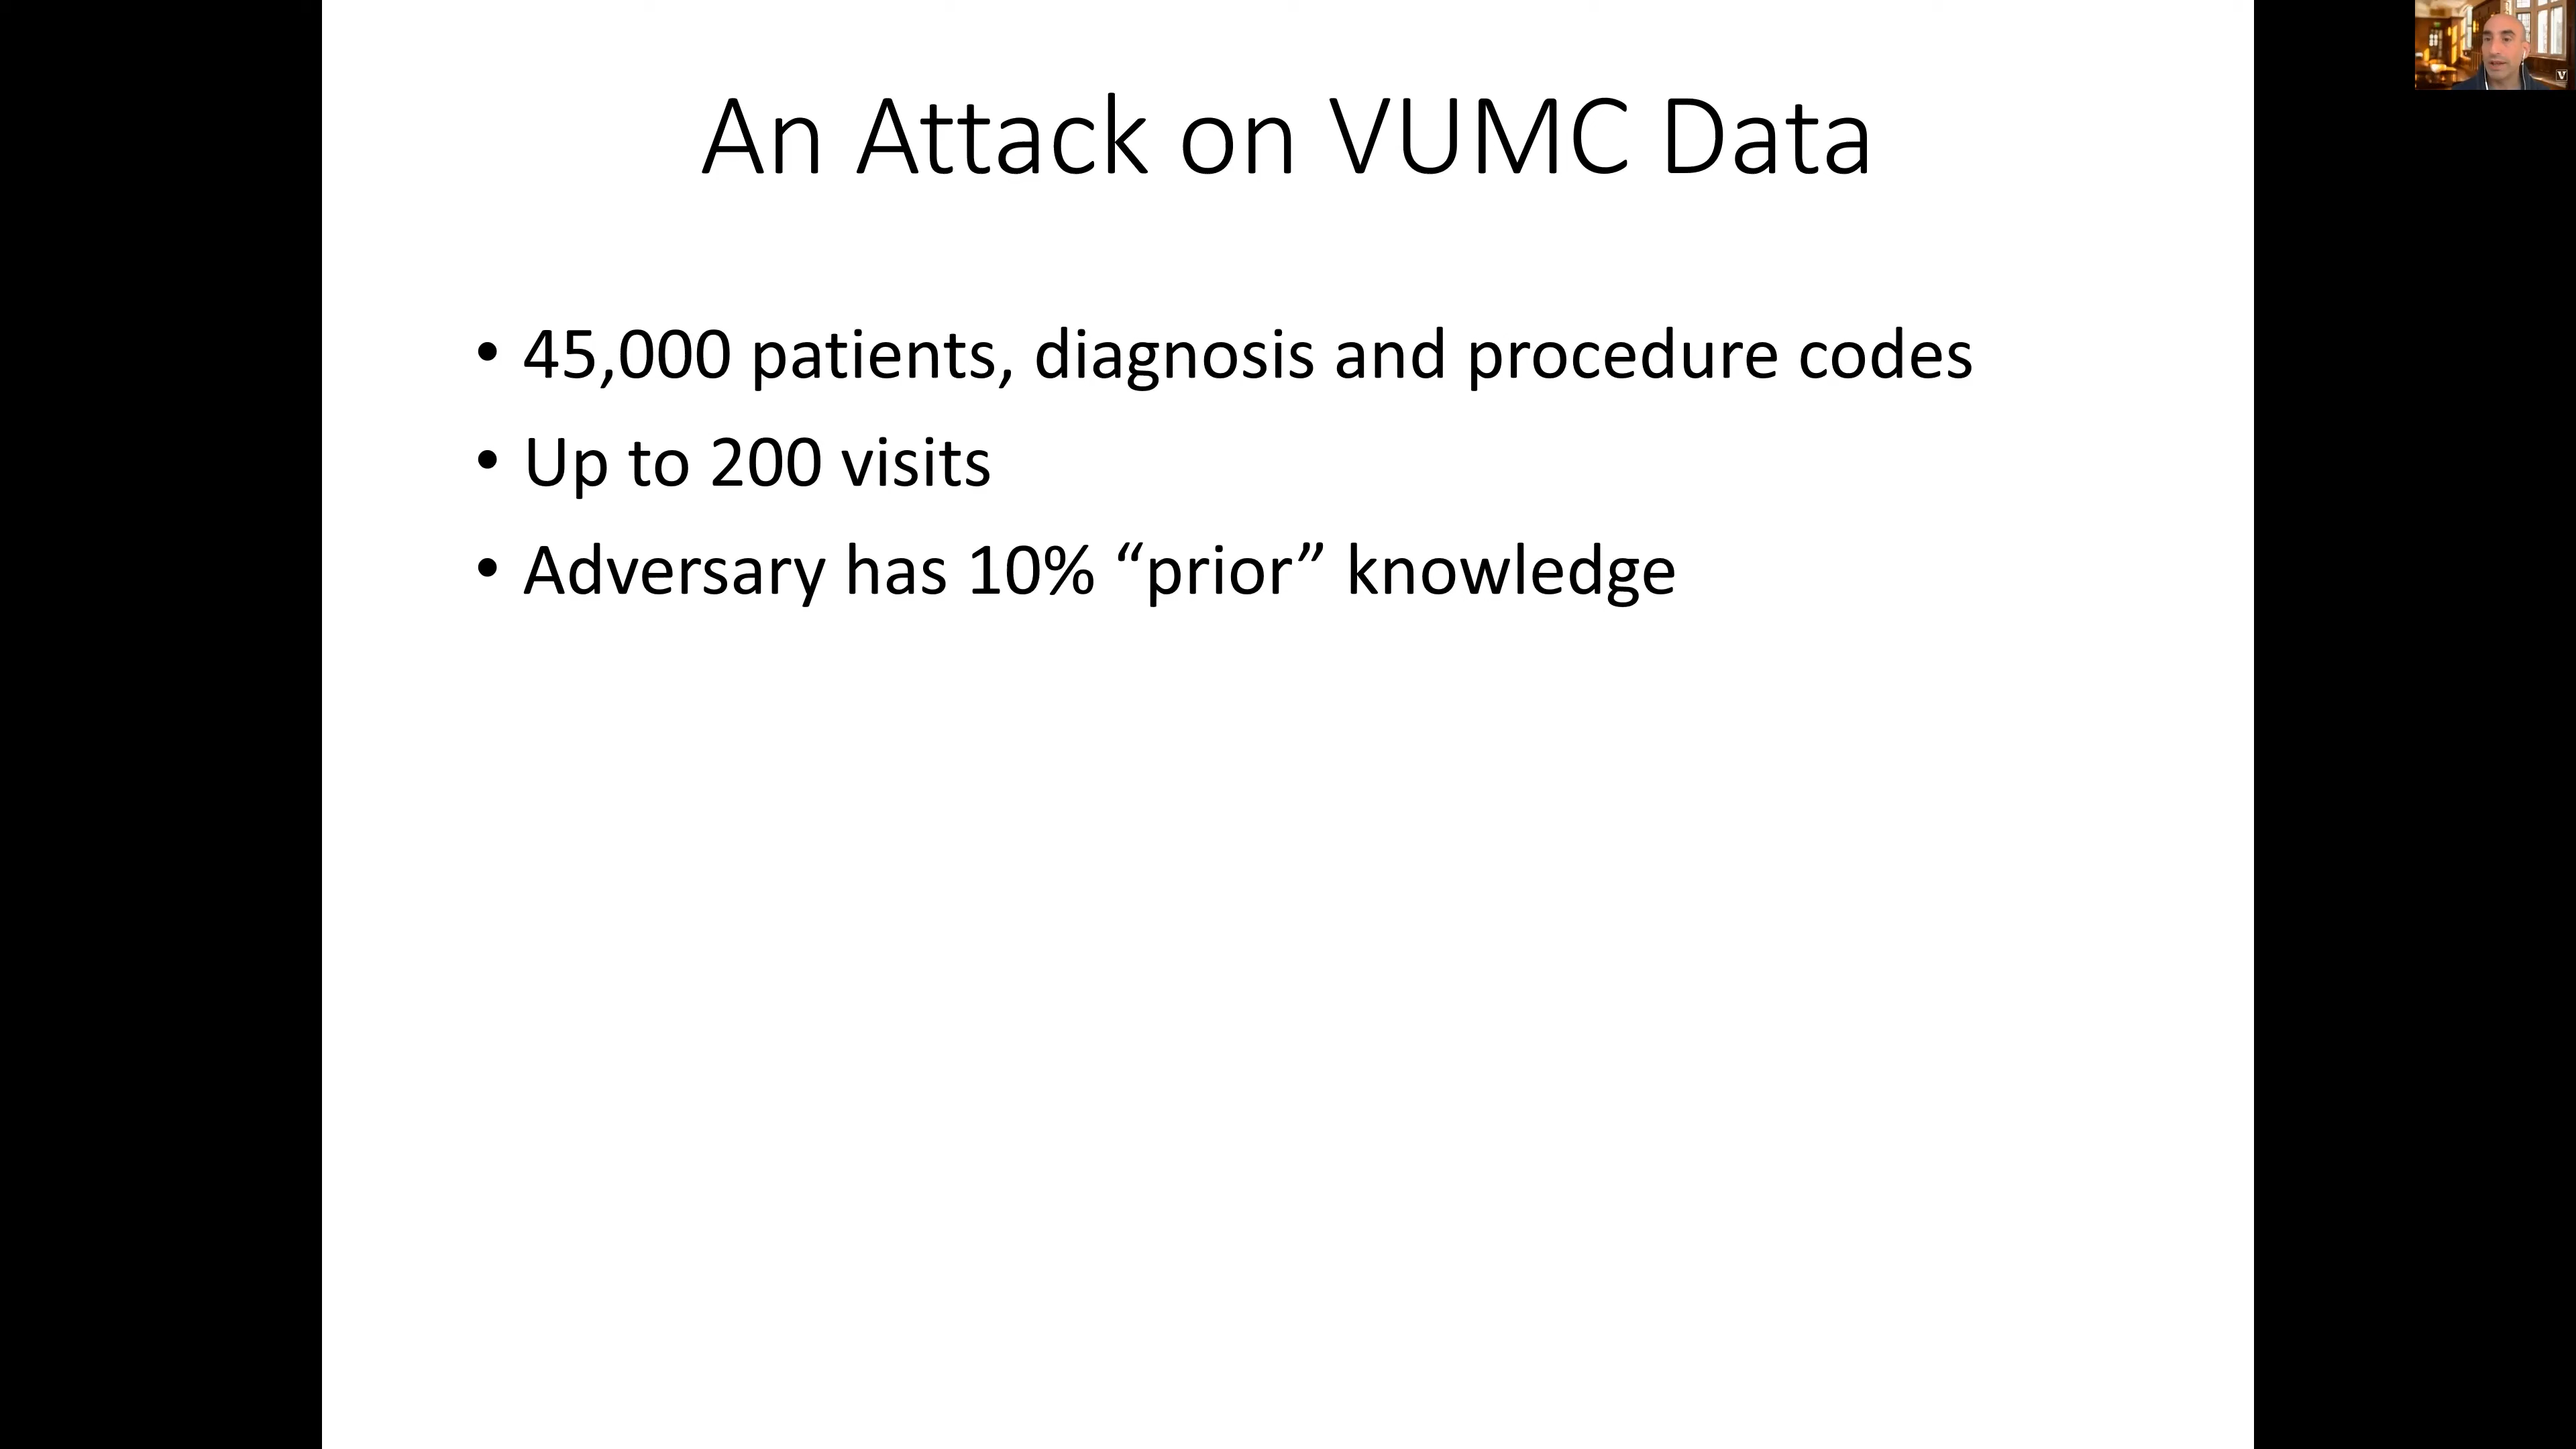 An Attack on VUMC Data
• 45,000 patients, diagnosis and procedure codes
• Up to 200 visits
• Adversary has 10% “prior” knowledge
V